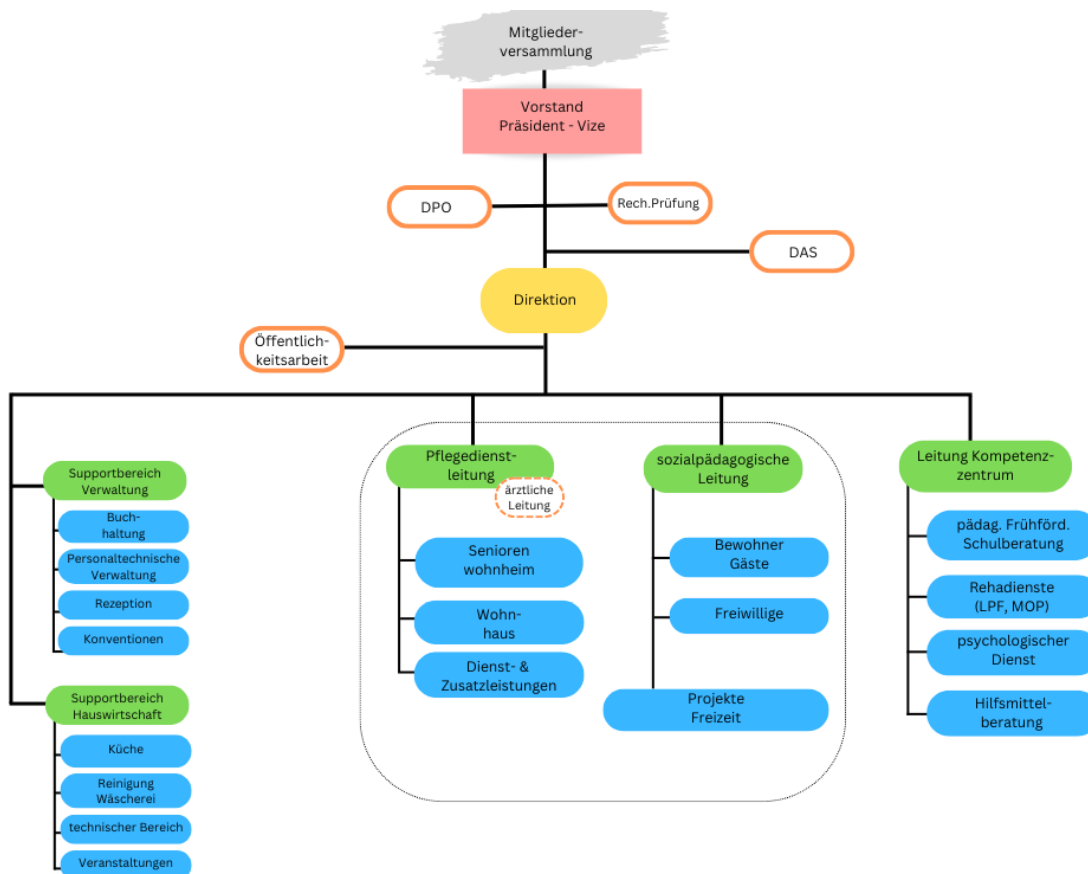 Mitglieder-
versammlung
Vorstand
Präsident - Vize
DPO
Rech.Prüfung
DAS
Direktion
Öffentlich-
keitsarbeit
Supportbereich
Verwaltung
Buch-
haltung
Personaltechnische
Verwaltung
Rezeption
Konventionen
Supportbereich
Hauswirtschaft
Küche
Reinigung
Wäscherei
technischer Bereich
Veranstaltungen
Pflegedienst-
leitung
ärztliche
Leitung
Senioren
wohnheim
Wohn-
haus
Dienst- &
Zusatzleistungen
sozialpädagogische
Leitung
Bewohner
Gäste
Freiwillige
Projekte
Freizeit
Leitung Kompetenz-
zentrum
pädag. Frühförd.
Schulberatung
Rehadienste
(LPF, MOP)
psychologischer
Dienst
Hilfsmittel-
beratung